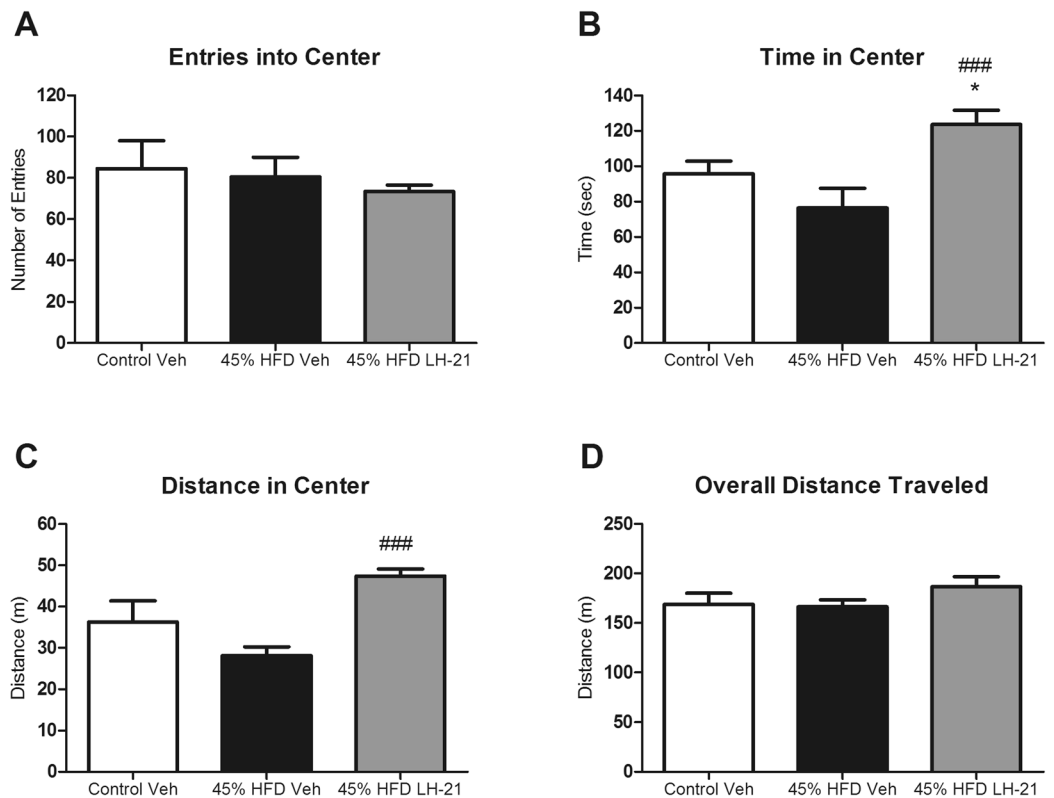 A
Entries into Center
Number of Entries
120
100
80
60
40
20
0
Control Veh 45% HFD Veh 45% HFD LH-21
B
Time in Center
###
*
Time (sec)
140
120
100
80
60
40
20
0
Control Veh 45% HFD Veh 45% HFD LH-21
C
Distance in Center
###
Distance (m)
60
50
40
30
20
10
0
Control Veh 45% HFD Veh 45% HFD LH-21
D
Overall Distance Traveled
Distance (m)
250
200
150
100
50
0
Control Veh 45% HFD Veh 45% HFD LH-21